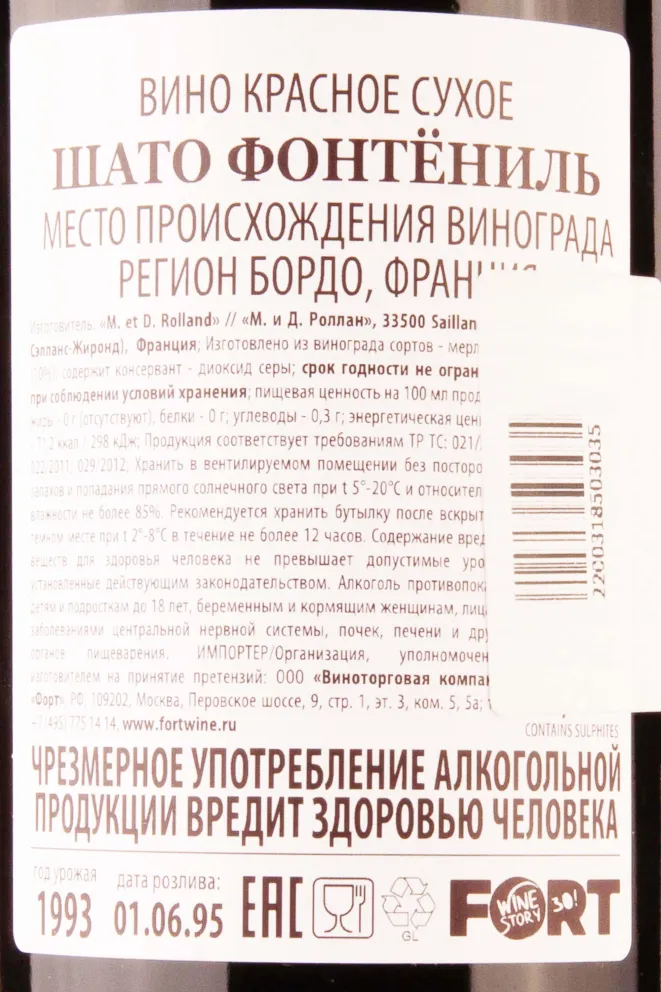 ВИНО КРАСНОЕ СУХОЕ
ШАТО ФОНТЁНИЛЬ
МЕСТО ПРОИСХОЖДЕНИЯ ВИНОГРАДА
РЕГИОН БОРДО, ФРАНЦИЯ
Изготовитель: «M. et D. Rolland» // «М. и Д. Роллан», 33500 Saillan
Сэлланс-Жиронд), Франция; Изготовлено из винограда сортов - мерл
(10%); содержит консервант - диоксид серы; срок годности не огран
при соблюдении условий хранения; пищевая ценность на 100 мл прод
жиры - 0 г (отсутствуют), белки - 0 г; углеводы - 0,3 г; энергетическая цен
ккал / 298 кДж; Продукция соответствует требованиям ТР ТС: 021/
022/2011; 029/2012; Хранить в вентилируемом помещении без посторо
запахов и попадания прямого солнечного света при t 5°-20°C и относител
влажности не более 85%. Рекомендуется хранить бутылку после вскрыт
темном месте при t 2°-8°C в течение не более 12 часов. Содержание вред
веществ для здоровья человека не превышает допустимые уро
установленные действующим законодательством. Алкоголь противопок
детям и подросткам до 18 лет, беременным и кормящим женщинам, лиц
заболеваниями центральной нервной системы, почек, печени и дру
органов пищеварения. ИМПОРТЕР/Организация, уполномочен
изготовителем на принятие претензий: ООО «Виноторговая компа
«Форт» РФ, 109202, Москва, Перовское шоссе, 9, стр. 1, эт. 3, ком. 5, 5а;
+7 (495) 775 14 14, www.fortwine.ru
CONTAINS SULPHITES
2200318503035
ЧРЕЗМЕРНОЕ УПОТРЕБЛЕНИЕ АЛКОГОЛЬНОЙ
ПРОДУКЦИИ ВРЕДИТ ЗДОРОВЬЮ ЧЕЛОВЕКА
год урожая дата розлива:
1993 01.06.95 EAC
GL
FORT
WINE STORY 30!